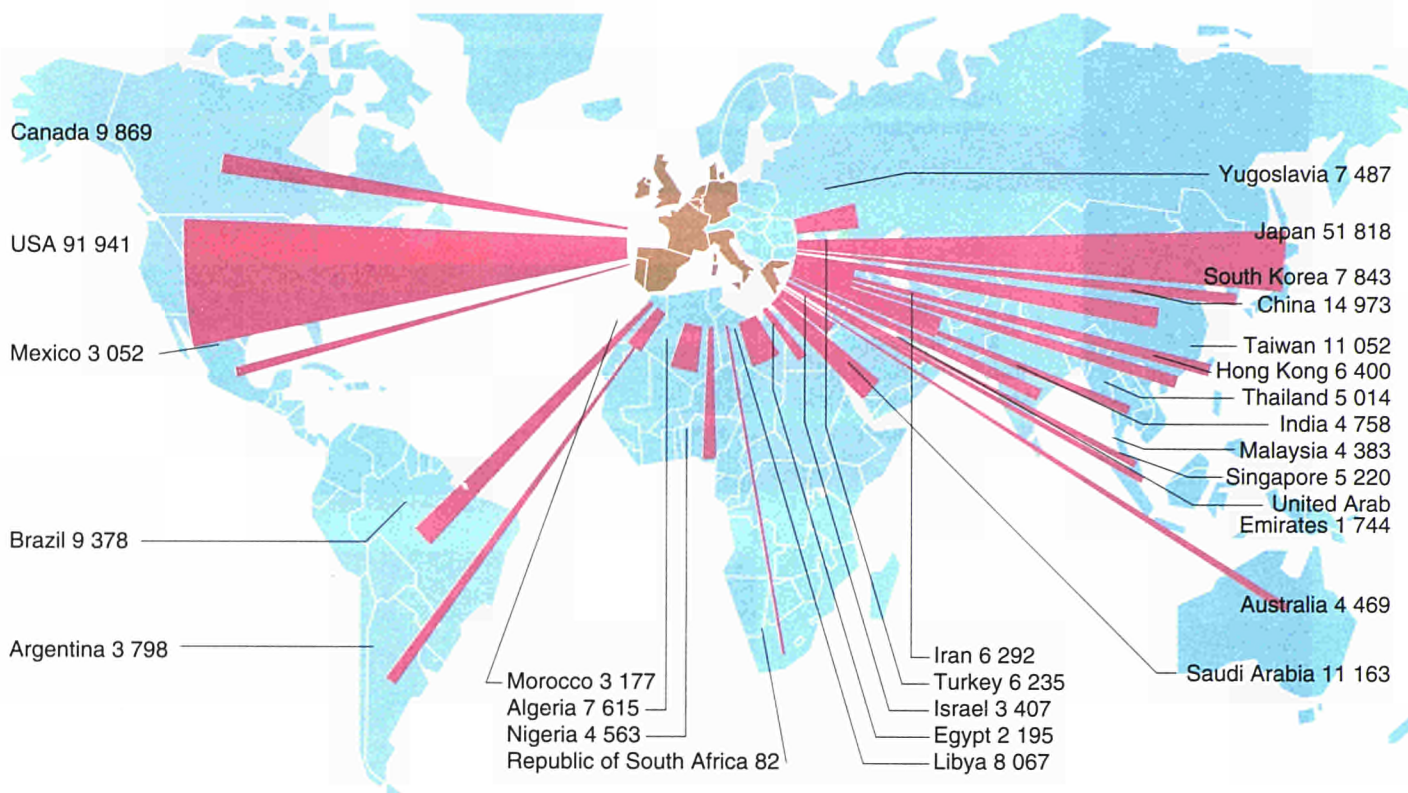 Canada 9 869
USA 91 941
Mexico 3 052
Brazil 9 378
Argentina 3 798
Morocco 3 177
Algeria 7 615
Nigeria 4 563
Republic of South Africa 82
Iran 6 292
Turkey 6 235
Israel 3 407
Egypt 2 195
Libya 8 067
Yugoslavia 7 487
Japan 51 818
South Korea 7 843
China 14 973
Taiwan 11 052
Hong Kong 6 400
Thailand 5 014
India 4 758
Malaysia 4 383
Singapore 5 220
United Arab
Emirates 1 744
Australia 4 469
Saudi Arabia 11 163